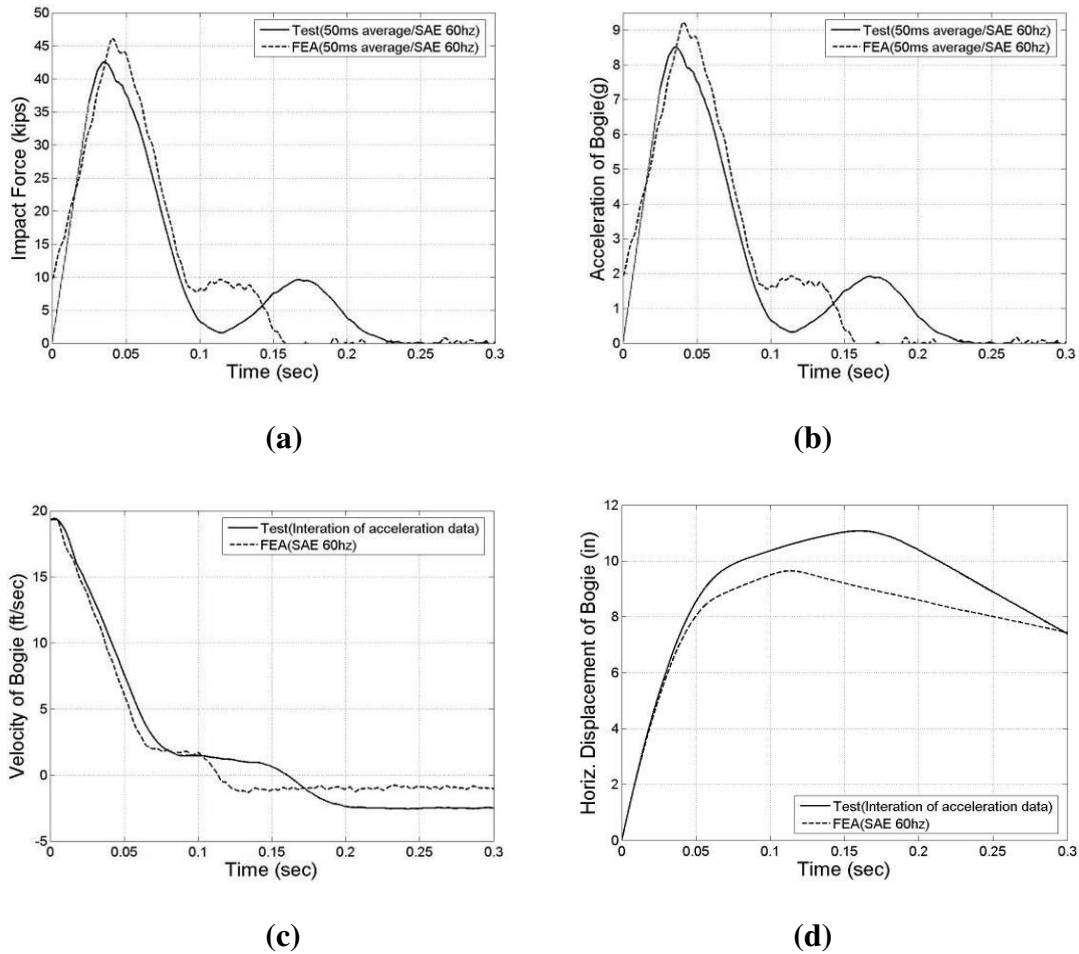 50
45
40
35
30
25
20
15
10
5
0
Impact Force (kips)
Test(50ms average/SAE 60hz)
FEA(50ms average/SAE 60hz)
0 0.05 0.1 0.15 0.2 0.25 0.3
Time (sec)
(a)
9
8
7
6
5
4
3
2
1
0
Acceleration of Bogie(g)
Test(50ms average/SAE 60hz)
FEA(50ms average/SAE 60hz)
0 0.05 0.1 0.15 0.2 0.25 0.3
Time (sec)
(b)
20
15
10
5
0
-5
Velocity of Bogie (ft/sec)
Test(Interation of acceleration data)
FEA(SAE 60hz)
0 0.05 0.1 0.15 0.2 0.25 0.3
Time (sec)
(c)
12
10
8
6
4
2
0
Horiz. Displacement of Bogie (in)
Test(Interation of acceleration data)
FEA(SAE 60hz)
0 0.05 0.1 0.15 0.2 0.25 0.3
Time (sec)
(d)